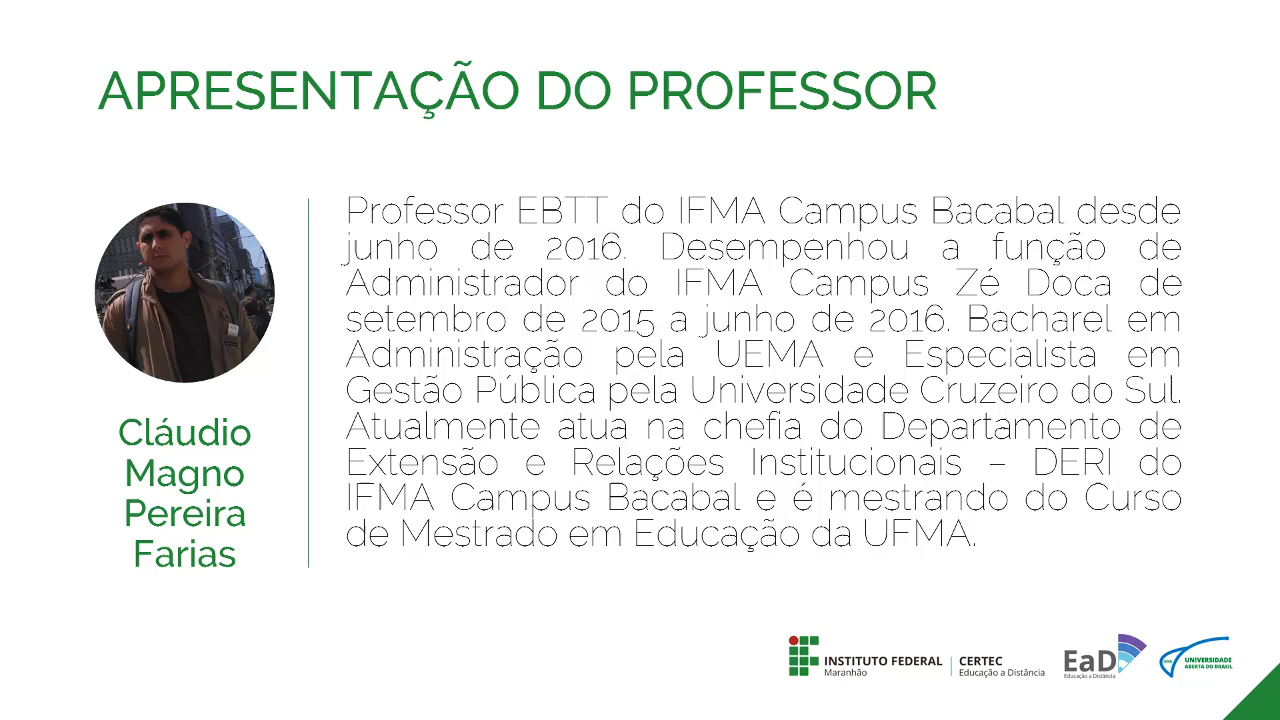 APRESENTAÇÃO DO PROFESSOR
Cláudio
Magno
Pereira
Farias
Professor EBTT do IFMA Campus Bacabal desde
junho de 2016. Desempenhou a função de
Administrador do IFMA Campus Zé Doca de
setembro de 2015 a junho de 2016. Bacharel em
Administração pela UEMA e Especialista em
Gestão Pública pela Universidade Cruzeiro do Sul.
Atualmente atua na chefia do Departamento de
Extensão e Relações Institucionais – DERI do
IFMA Campus Bacabal e é mestrando do Curso
de Mestrado em Educação da UFMA.
INSTITUTO FEDERAL
Maranhão
CERTEC
Educação a Distância
EaD
Educação a Distância
UAB
UNIVERSIDADE
ABERTA DO BRASIL